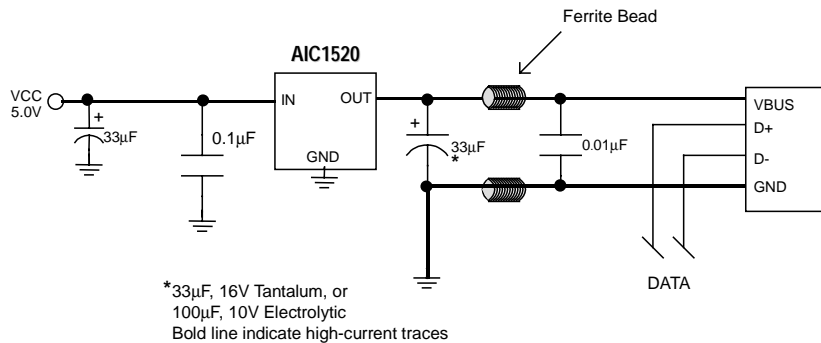 Ferrite Bead
AIC1520
VCC
5.0V
IN
OUT
GND
+
33μF
0.1μF
+
33μF
*
0.01μF
VBUS
D+
D-
GND
DATA
*33μF, 16V Tantalum, or
100μF, 10V Electrolytic
Bold line indicate high-current traces